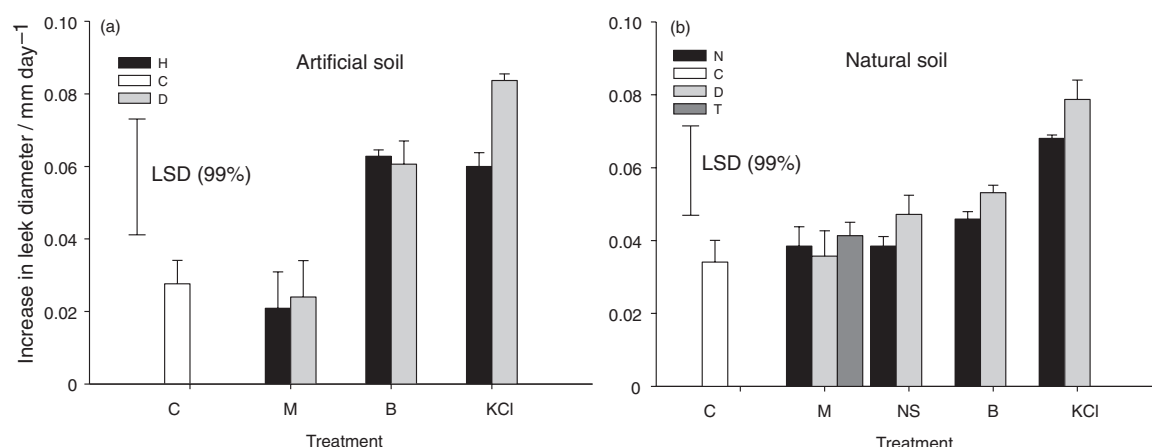 (a)
Artificial soil
H
C
D
LSD (99%)
0.10
0.08
0.06
0.04
0.02
0
Increase in leek diameter / mm day−1
C M B KCl
Treatment
(b)
Natural soil
N
C
D
T
LSD (99%)
0.10
0.08
0.06
0.04
0.02
0
C M NS B KCl
Treatment